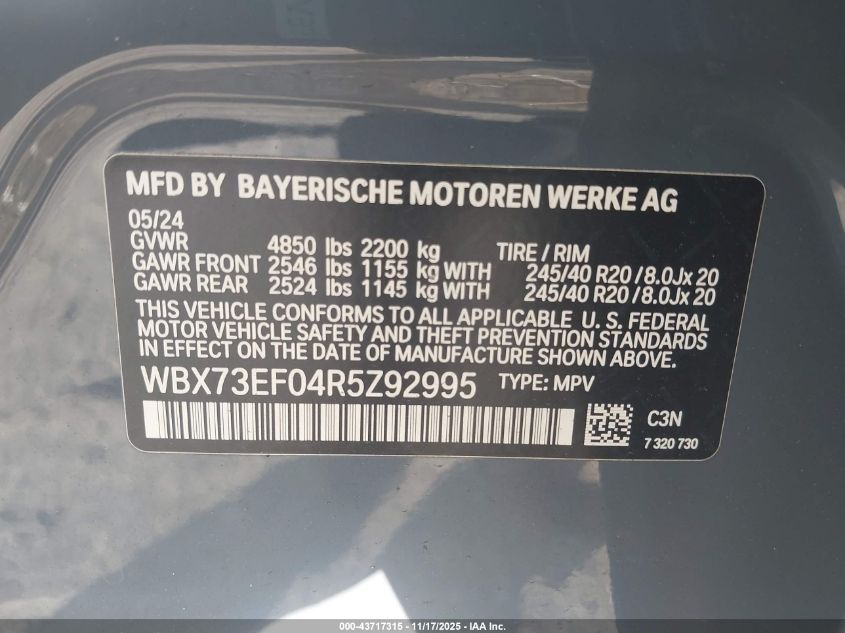 MFD BY BAYERISCHE MOTOREN WERKE AG
05/24
GVWR 4850 lbs 2200 kg TIRE / RIM
GAWR FRONT 2546 lbs 1155 kg WITH 245/40 R20 / 8.0Jx 20
GAWR REAR 2524 lbs 1145 kg WITH 245/40 R20 / 8.0Jx 20
THIS VEHICLE CONFORMS TO ALL APPLICABLE U. S. FEDERAL
MOTOR VEHICLE SAFETY AND THEFT PREVENTION STANDARDS
IN EFFECT ON THE DATE OF MANUFACTURE SHOWN ABOVE.
WBX73EF04R5Z92995 TYPE: MPV
C3N
7 320 730
000-43717315 - 11/17/2025 - IAA Inc.